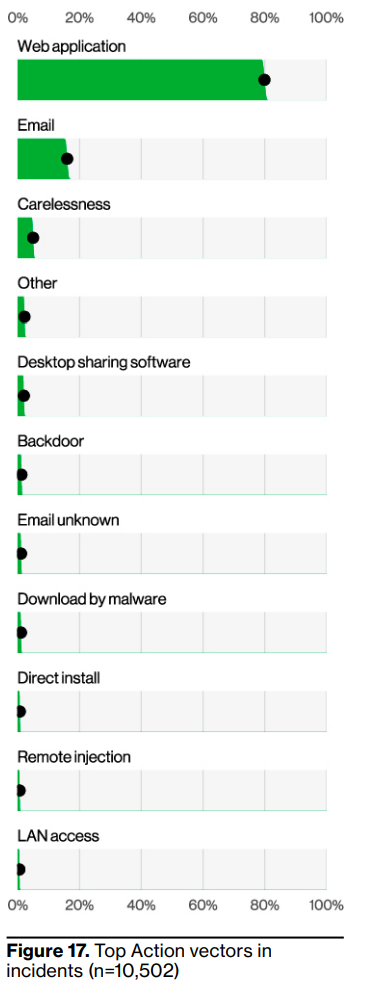 0% 20% 40% 60% 80% 100%
Web application
Email
Carelessness
Other
Desktop sharing software
Backdoor
Email unknown
Download by malware
Direct install
Remote injection
LAN access
0% 20% 40% 60% 80% 100%
Figure 17. Top Action vectors in
incidents (n=10,502)